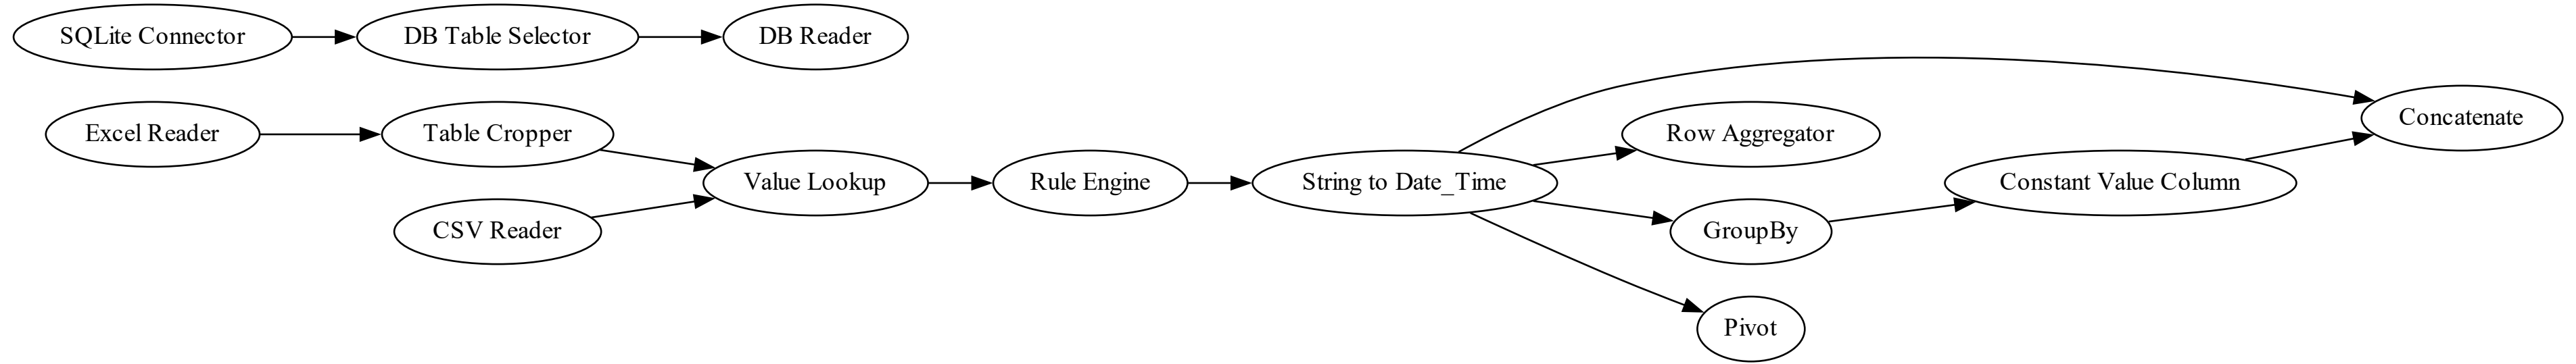 SQLite Connector
DB Table Selector
DB Reader
Excel Reader
Table Cropper
CSV Reader
Value Lookup
Rule Engine
String to Date_Time
Row Aggregator
GroupBy
Pivot
Constant Value Column
Concatenate